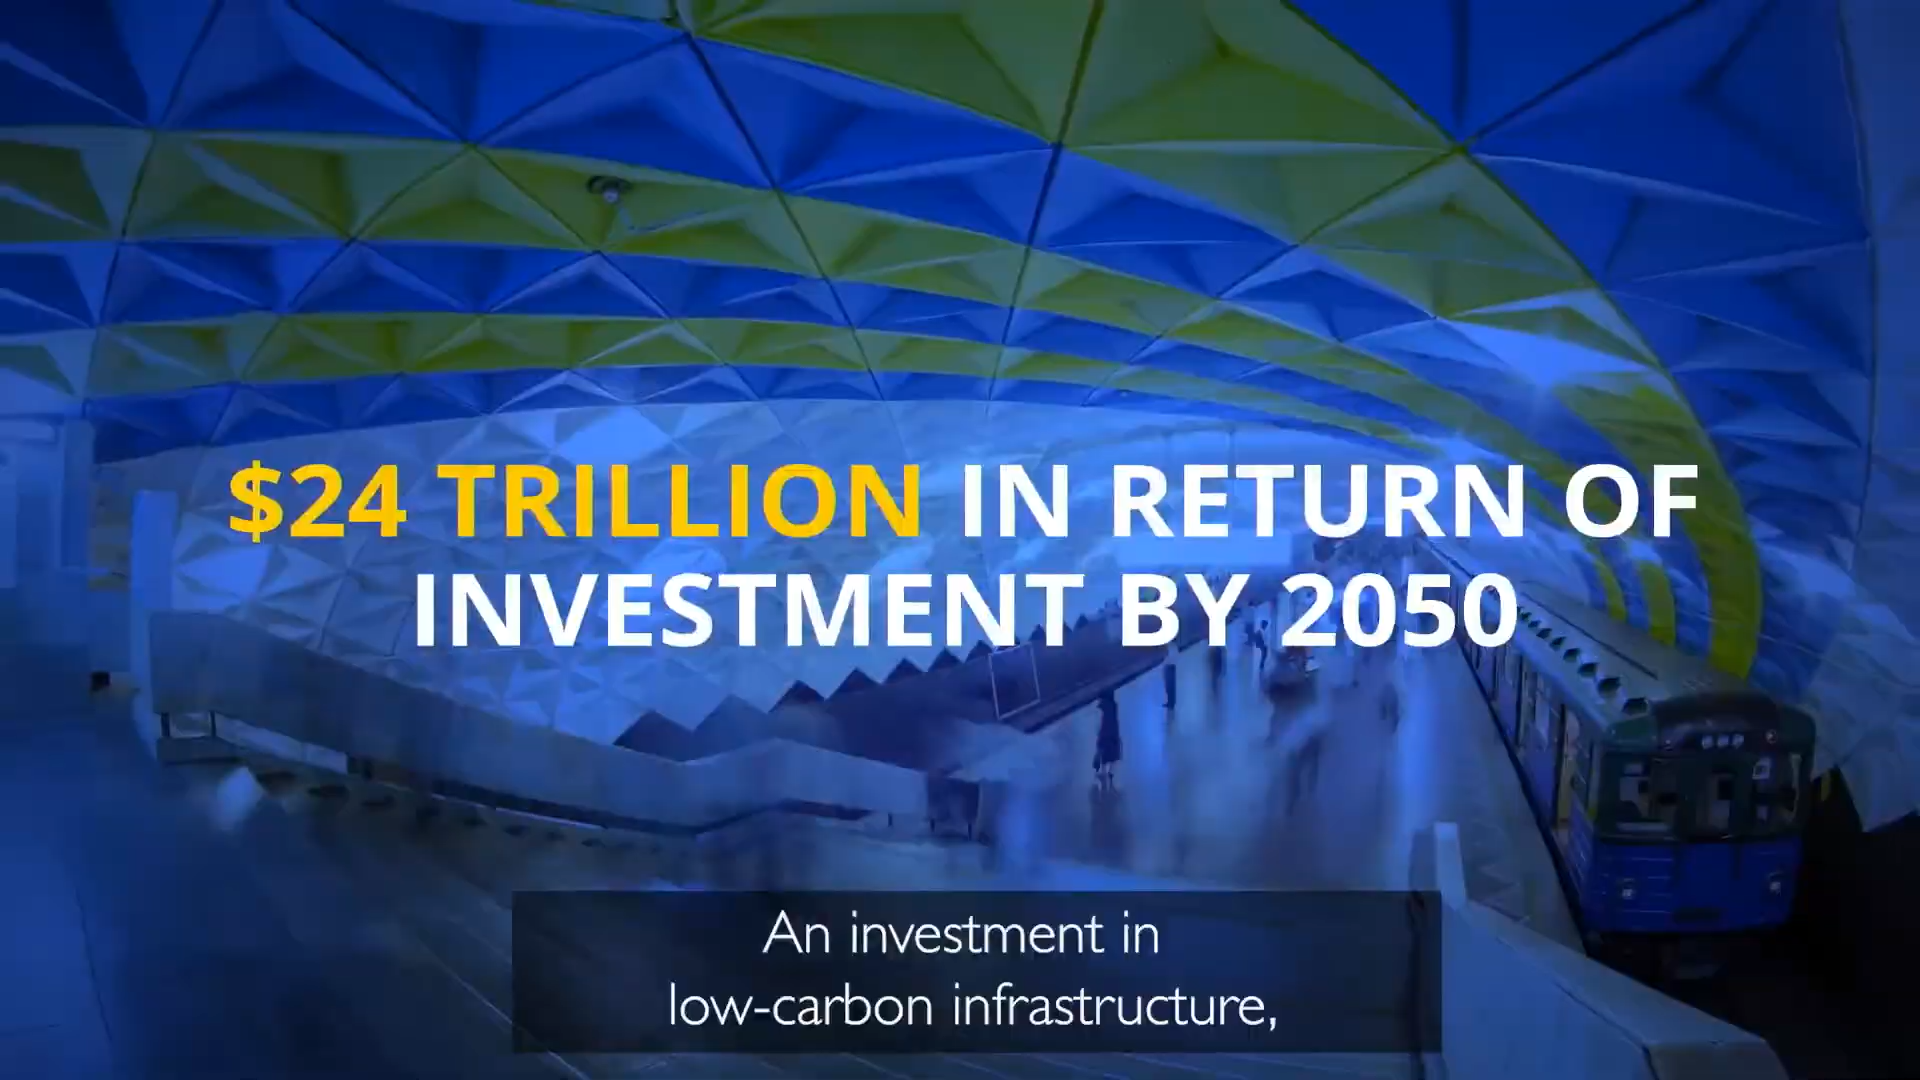 $24 TRILLION IN RETURN OF
INVESTMENT BY 2050
An investment in
low-carbon infrastructure,